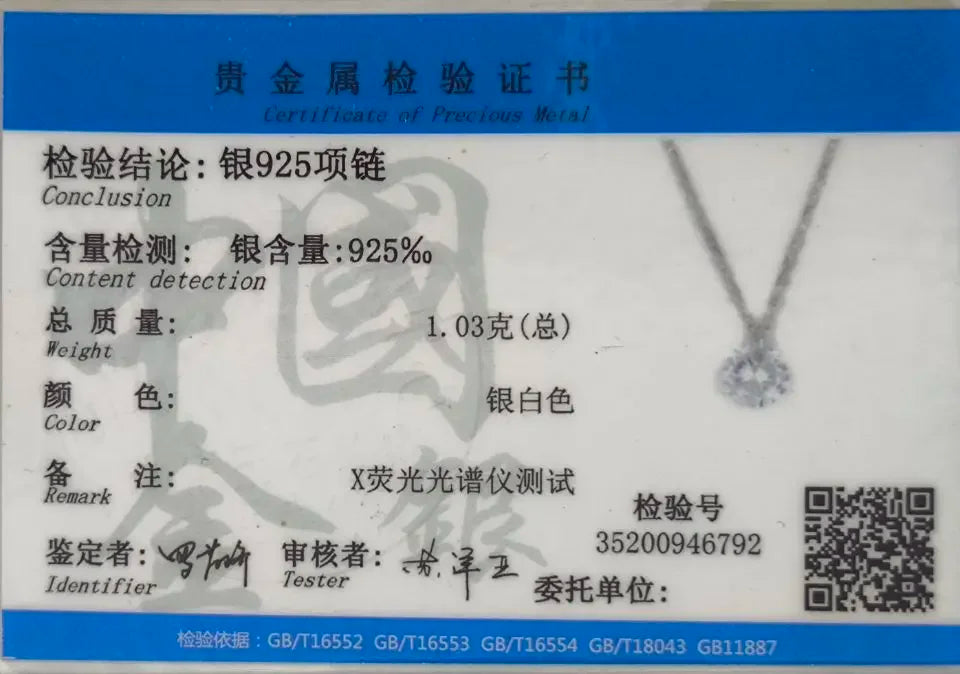 贵金属检验证书
Certificate of Precious Metal
检验结论：银925项链
Conclusion
含量检测： 银含量:925‰
Content detection
总质量： 1.03克(总)
Weight
颜色： 银白色
Color
备注： X荧光光谱仪测试
Remark
鉴定者：
Identifier
审核者：
Tester
检验号
35200946792
委托单位：
中國金銀
检验依据：GB/T16552 GB/T16553 GB/T16554 GB/T18043 GB11887